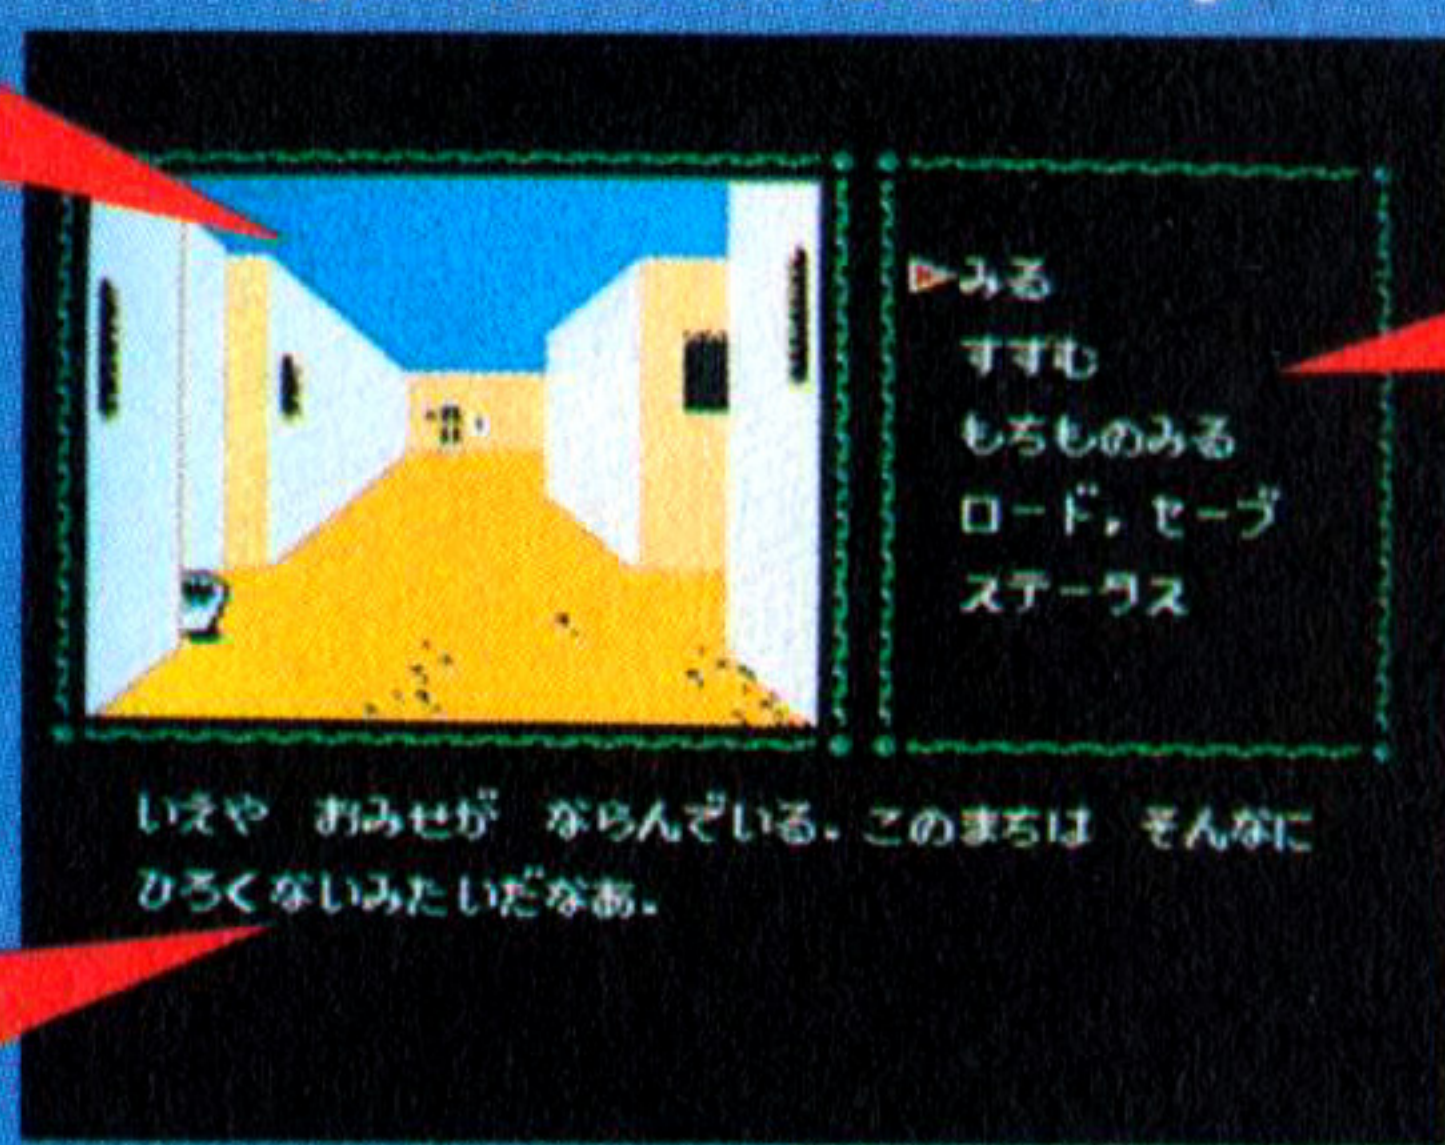 みる
すすむ
もちものみる
ロード，セーブ
ステータス
いえや　おみせが　ならんでいる．このまちは　そんなに
ひろくないみたいだなあ．